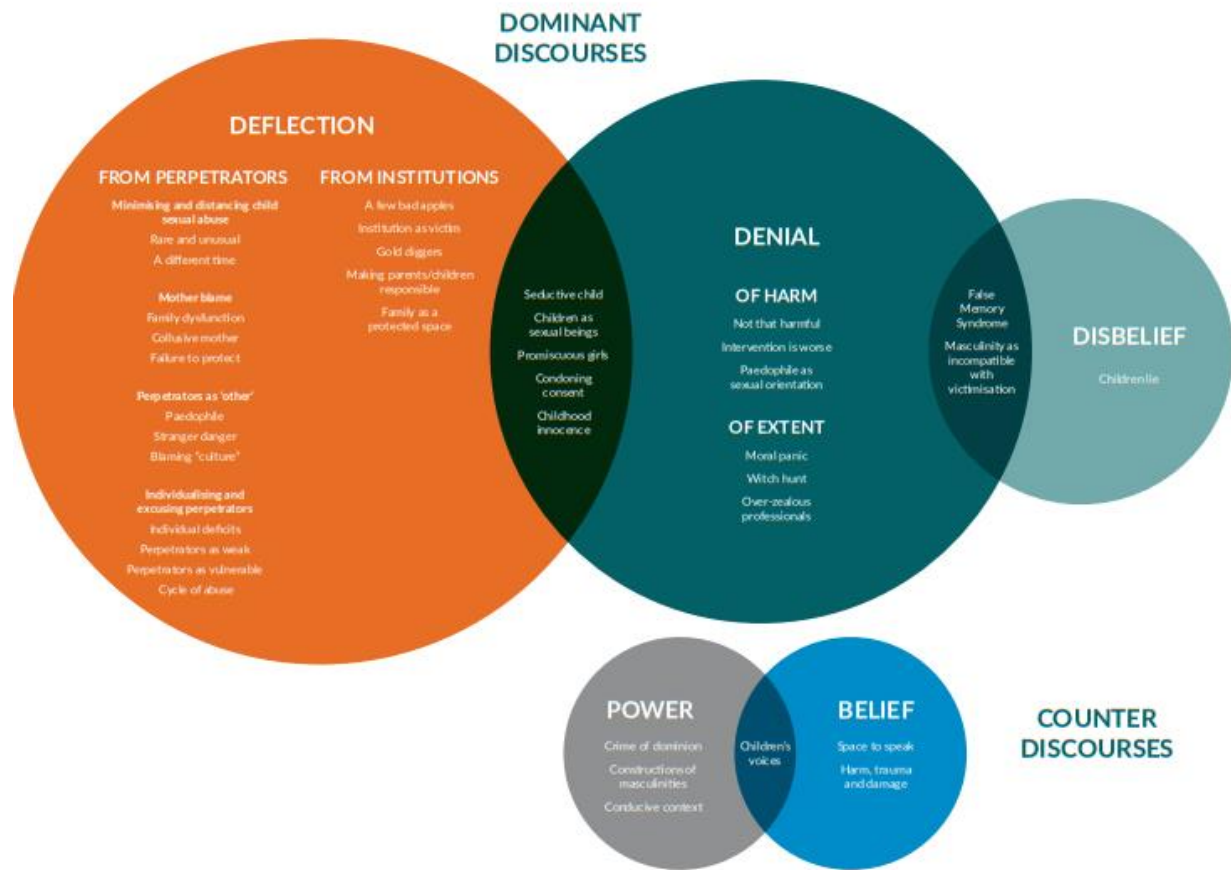 DOMINANT
DISCOURSES
DEFLECTION
FROM PERPETRATORS
Minimising and distancing child
sexual abuse
Rare and unusual
A different time
Mother blame
Family dysfunction
Collusive mother
Failure to protect
Perpetrators as 'other'
Paedophile
Stranger danger
Blaming "culture"
Individualising and
excusing perpetrators
Individual deficits
Perpetrators as weak
Perpetrators as vulnerable
Cycle of abuse
FROM INSTITUTIONS
A few bad apples
Institution as victim
Gold diggers
Making parents/children
responsible
Family as a
protected space
Seductive child
Children as
sexual beings
Promiscuous girls
Condoning
consent
Childhood
innocence
DENIAL
OF HARM
Not that harmful
Intervention is worse
Paedophile as
sexual orientation
OF EXTENT
Moral panic
Witch hunt
Over-zealous
professionals
False
Memory
Syndrome
Masculinity as
incompatible
with
victimisation
DISBELIEF
Children lie
POWER
Crime of dominion
Constructions of
masculinities
Conducive context
Children's
voices
BELIEF
Space to speak
Harm, trauma
and damage
COUNTER
DISCOURSES